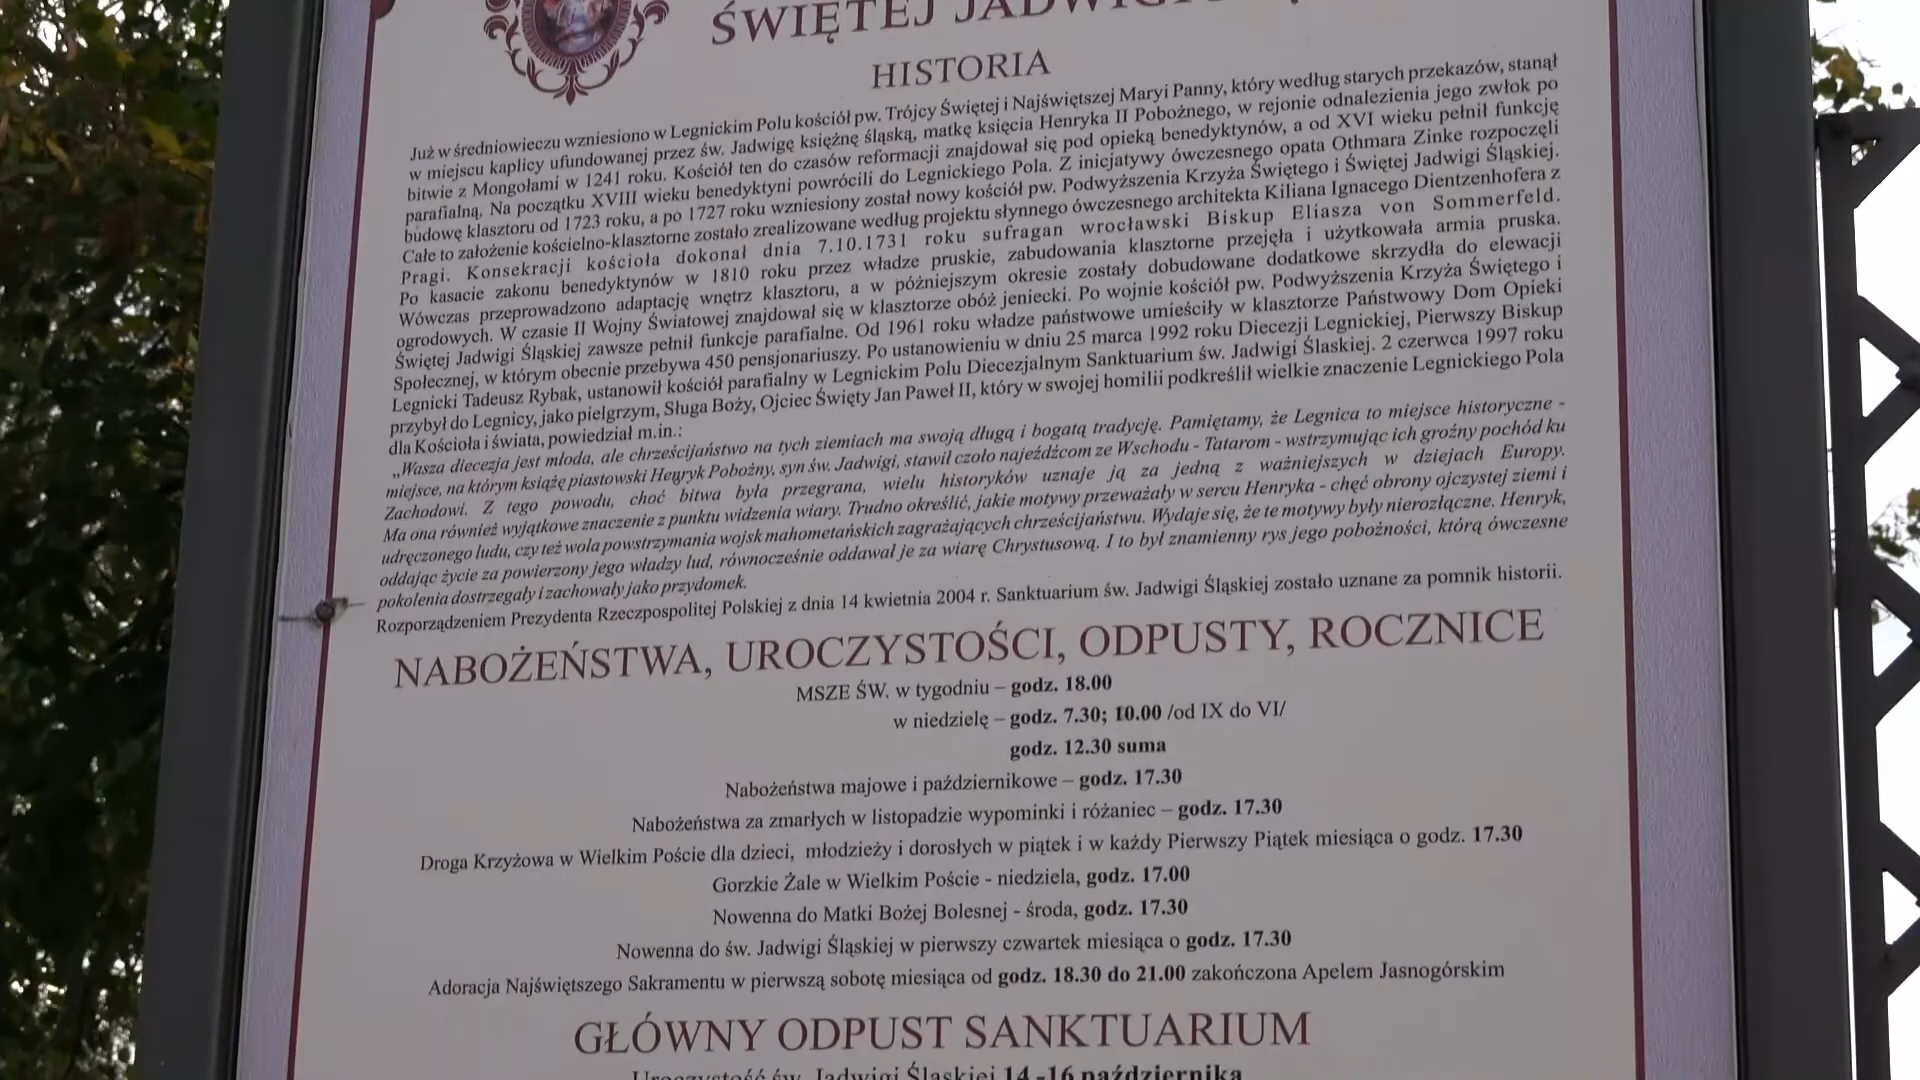 ŚWIĘTEJ
HISTORIA
Już w średniowieczu wzniesiono w Legnickim Polu kościół pw. Trójcy Świętej i Najświętszej Maryi Panny, który według starych przekazów, stanął
w miejscu kaplicy ufundowanej przez św. Jadwigę księżnę śląską, matkę księcia Henryka II Pobożnego, w rejonie odnalezienia jego zwłok po
bitwie z Mongołami w 1241 roku. Kościół ten do czasów reformacji znajdował się pod opieką benedyktynów, a od XVI wieku pełnił funkcję
parafialną. Na początku XVIII wieku benedyktyni powrócili do Legnickiego Pola. Z inicjatywy ówczesnego opata Othmara Zinke rozpoczęli
budowę klasztoru od 1723 roku, a po 1727 roku wzniesiony został nowy kościół pw. Podwyższenia Krzyża Świętego i Świętej Jadwigi Śląskiej.
Całe to założenie kościelno-klasztorne zostało zrealizowane według projektu słynnego ówczesnego architekta Kiliana Ignacego Dientzenhofera z
Pragi. Konsekracji kościoła dokonał dnia 7.10.1731 roku sufragan wrocławski Biskup Eliasza von Sommerfeld.
Po kasacie zakonu benedyktynów w 1810 roku przez władze pruskie, zabudowania klasztorne przejęła i użytkowała armia pruska.
Wówczas przeprowadzono adaptację wnętrz klasztoru, a w późniejszym okresie zostały dobudowane dodatkowe skrzydła do elewacji
ogrodowych. W czasie II Wojny Światowej znajdował się w klasztorze obóż jeniecki. Po wojnie kościół pw. Podwyższenia Krzyża Świętego i
Świętej Jadwigi Śląskiej zawsze pełnił funkcje parafialne. Od 1961 roku władze państwowe umieściły w klasztorze Państwowy Dom Opieki
Społecznej, w którym obecnie przebywa 450 pensjonariuszy. Po ustanowieniu w dniu 25 marca 1992 roku Diecezji Legnickiej, Pierwszy Biskup
Legnicki Tadeusz Rybak, ustanowił kościół parafialny w Legnickim Polu Diecezjalnym Sanktuarium św. Jadwigi Ślaskiej. 2 czerwca 1997 roku
przybył do Legnicy, jako pielgrzym, Sługa Boży, Ojciec Święty Jan Paweł II, który w swojej homilii podkreślił wielkie znaczenie Legnickiego Pola
dla Kościoła i świata, powiedział m.in.:
„Wasza diecezja jest młoda, ale chrześcijaństwo na tych ziemiach ma swoją długą i bogatą tradycję. Pamiętamy, że Legnica to miejsce historyczne -
miejsce, na którym książę piastowski Henryk Pobożny, syn św. Jadwigi, stawił czoło najeźdźcom ze Wschodu - Tatarom - wstrzymując ich groźny pochód ku
Zachodowi. Z tego powodu, choć bitwa była przegrana, wielu historyków uznaje ją za jedną z ważniejszych w dziejach Europy.
Ma ona również wyjątkowe znaczenie z punktu widzenia wiary. Trudno określić, jakie motywy przeważały w sercu Henryka - chęć obrony ojczystej ziemi i
udręczonego ludu, czy też wola powstrzymania wojsk mahometańskich zagrażających chrześcijaństwu. Wydaje się, że te motywy były nierozłączne. Henryk,
oddając życie za powierzony jego władzy lud, równocześnie oddawał je za wiarę Chrystusową. I to był znamienny rys jego pobożności, którą ówczesne
pokolenia dostrzegały i zachowały jako przydomek.
Rozporządzeniem Prezydenta Rzeczpospolitej Polskiej z dnia 14 kwietnia 2004 r. Sanktuarium św. Jadwigi Śląskiej zostało uznane za pomnik historii.
NABOŻEŃSTWA, UROCZYSTOŚCI, ODPUSTY, ROCZNICE
MSZE ŚW. w tygodniu – godz. 18.00
w niedzielę – godz. 7.30; 10.00 /od IX do VI/
godz. 12.30 suma
Nabożeństwa majowe i październikowe – godz. 17.30
Nabożeństwa za zmarłych w listopadzie wypominki i różaniec – godz. 17.30
Droga Krzyżowa w Wielkim Poście dla dzieci, młodzieży i dorosłych w piątek i w każdy Pierwszy Piątek miesiąca o godz. 17.30
Gorzkie Żale w Wielkim Poście - niedziela, godz. 17.00
Nowenna do Matki Bożej Bolesnej - środa, godz. 17.30
Nowenna do św. Jadwigi Śląskiej w pierwszy czwartek miesiąca o godz. 17.30
Adoracja Najświętszego Sakramentu w pierwszą sobotę miesiąca od godz. 18.30 do 21.00 zakończona Apelem Jasnogórskim
GŁÓWNY ODPUST SANKTUARIUM
Uroczystość św. Jadwigi Śląskiej 14 -16 października